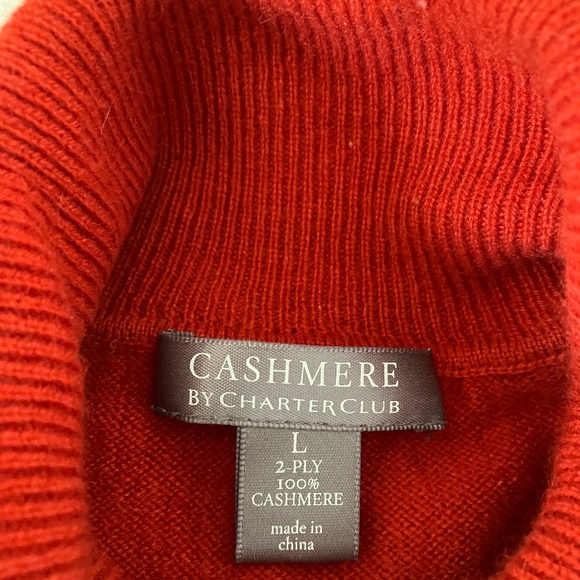 CASHMERE
BY CHARTER CLUB
L
2-PLY
100%
CASHMERE
made in
china